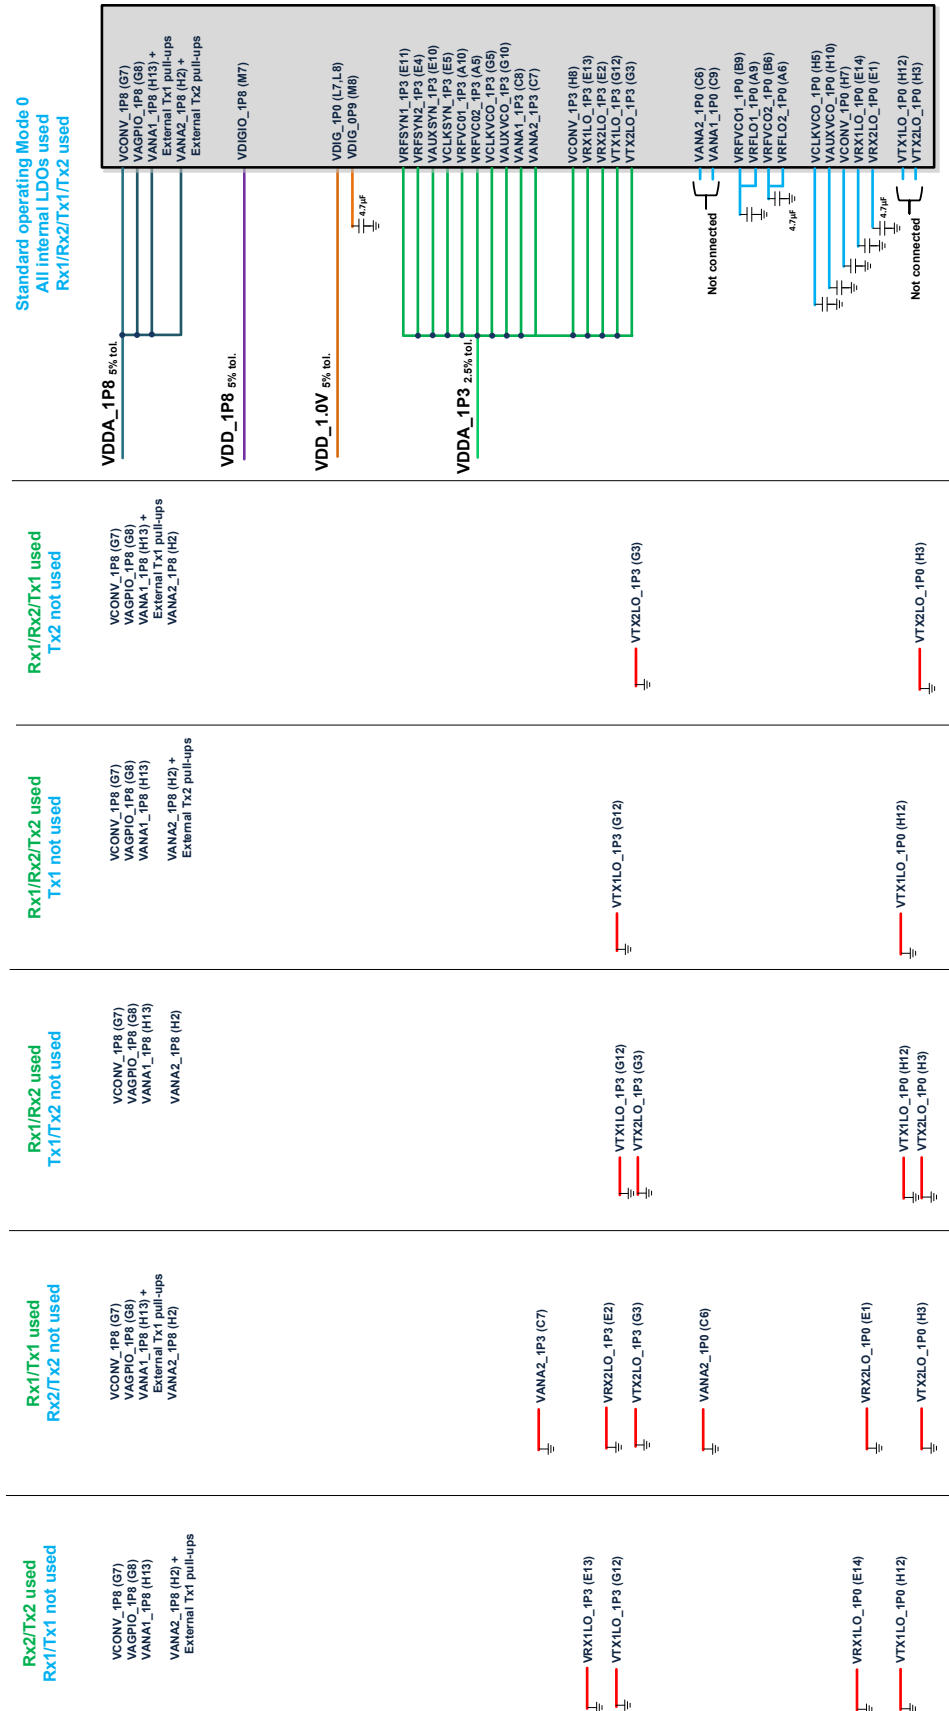 Standard operating Mode 0
All internal LDOs used
Rx1/Rx2/Tx1/Tx2 used
VCONV_1P8 (G7)
VAGPIO_1P8 (G8)
VANA1_1P8 (H13) +
External Tx1 pull-ups
VANA2_1P8 (H2) +
External Tx2 pull-ups
VDIGIO_1P8 (M7)
VDIG_1P0 (L7,L8)
VDIG_0P9 (M8)
VRFSYN1_1P3 (E11)
VRFSYN2_1P3 (E4)
VAUXSYN_1P3 (E10)
VCLKSYN_1P3 (E5)
VRFVC01_1P3 (A10)
VRFVC02_1P3 (A5)
VCLKVCO_1P3 (G5)
VAUXVCO_1P3 (G10)
VANA1_1P3 (C8)
VANA2_1P3 (C7)
VCONV_1P3 (H8)
VRX1LO_1P3 (E13)
VRX2LO_1P3 (E2)
VTX1LO_1P3 (G12)
VTX2LO_1P3 (G3)
VANA2_1P0 (C6)
VANA1_1P0 (C9)
VRFVCO1_1P0 (B9)
VRFLO1_1P0 (A9)
VRFVCO2_1P0 (B6)
VRFLO2_1P0 (A6)
VCLKVCO_1P0 (H5)
VAUXVCO_1P0 (H10)
VCONV_1P0 (H7)
VRX1LO_1P0 (E14)
VRX2LO_1P0 (E1)
VTX1LO_1P0 (H12)
VTX2LO_1P0 (H3)
4.7µF
4.7µF
4.7µF
Not connected
Not connected
VDDA_1P8 5% tol.
VDD_1P8 5% tol.
VDD_1.0V 5% tol.
VDDA_1P3 2.5% tol.
Rx1/Rx2/Tx1 used
Tx2 not used
VCONV_1P8 (G7)
VAGPIO_1P8 (G8)
VANA1_1P8 (H13) +
External Tx1 pull-ups
VANA2_1P8 (H2)
VTX2LO_1P3 (G3)
VTX2LO_1P0 (H3)
Rx1/Rx2/Tx2 used
Tx1 not used
VCONV_1P8 (G7)
VAGPIO_1P8 (G8)
VANA1_1P8 (H13)
VANA2_1P8 (H2) +
External Tx2 pull-ups
VTX1LO_1P3 (G12)
VTX1LO_1P0 (H12)
Rx1/Rx2 used
Tx1/Tx2 not used
VCONV_1P8 (G7)
VAGPIO_1P8 (G8)
VANA1_1P8 (H13)
VANA2_1P8 (H2)
VTX1LO_1P3 (G12)
VTX2LO_1P3 (G3)
VTX1LO_1P0 (H12)
VTX2LO_1P0 (H3)
Rx1/Tx1 used
Rx2/Tx2 not used
VCONV_1P8 (G7)
VAGPIO_1P8 (G8)
VANA1_1P8 (H13) +
External Tx1 pull-ups
VANA2_1P8 (H2)
VANA2_1P3 (C7)
VRX2LO_1P3 (E2)
VTX2LO_1P3 (G3)
VANA2_1P0 (C6)
VRX2LO_1P0 (E1)
VTX2LO_1P0 (H3)
Rx2/Tx2 used
Rx1/Tx1 not used
VCONV_1P8 (G7)
VAGPIO_1P8 (G8)
VANA1_1P8 (H13)
VANA2_1P8 (H2) +
External Tx1 pull-ups
VRX1LO_1P3 (E13)
VTX1LO_1P3 (G12)
VRX1LO_1P0 (E14)
VTX1LO_1P0 (H12)